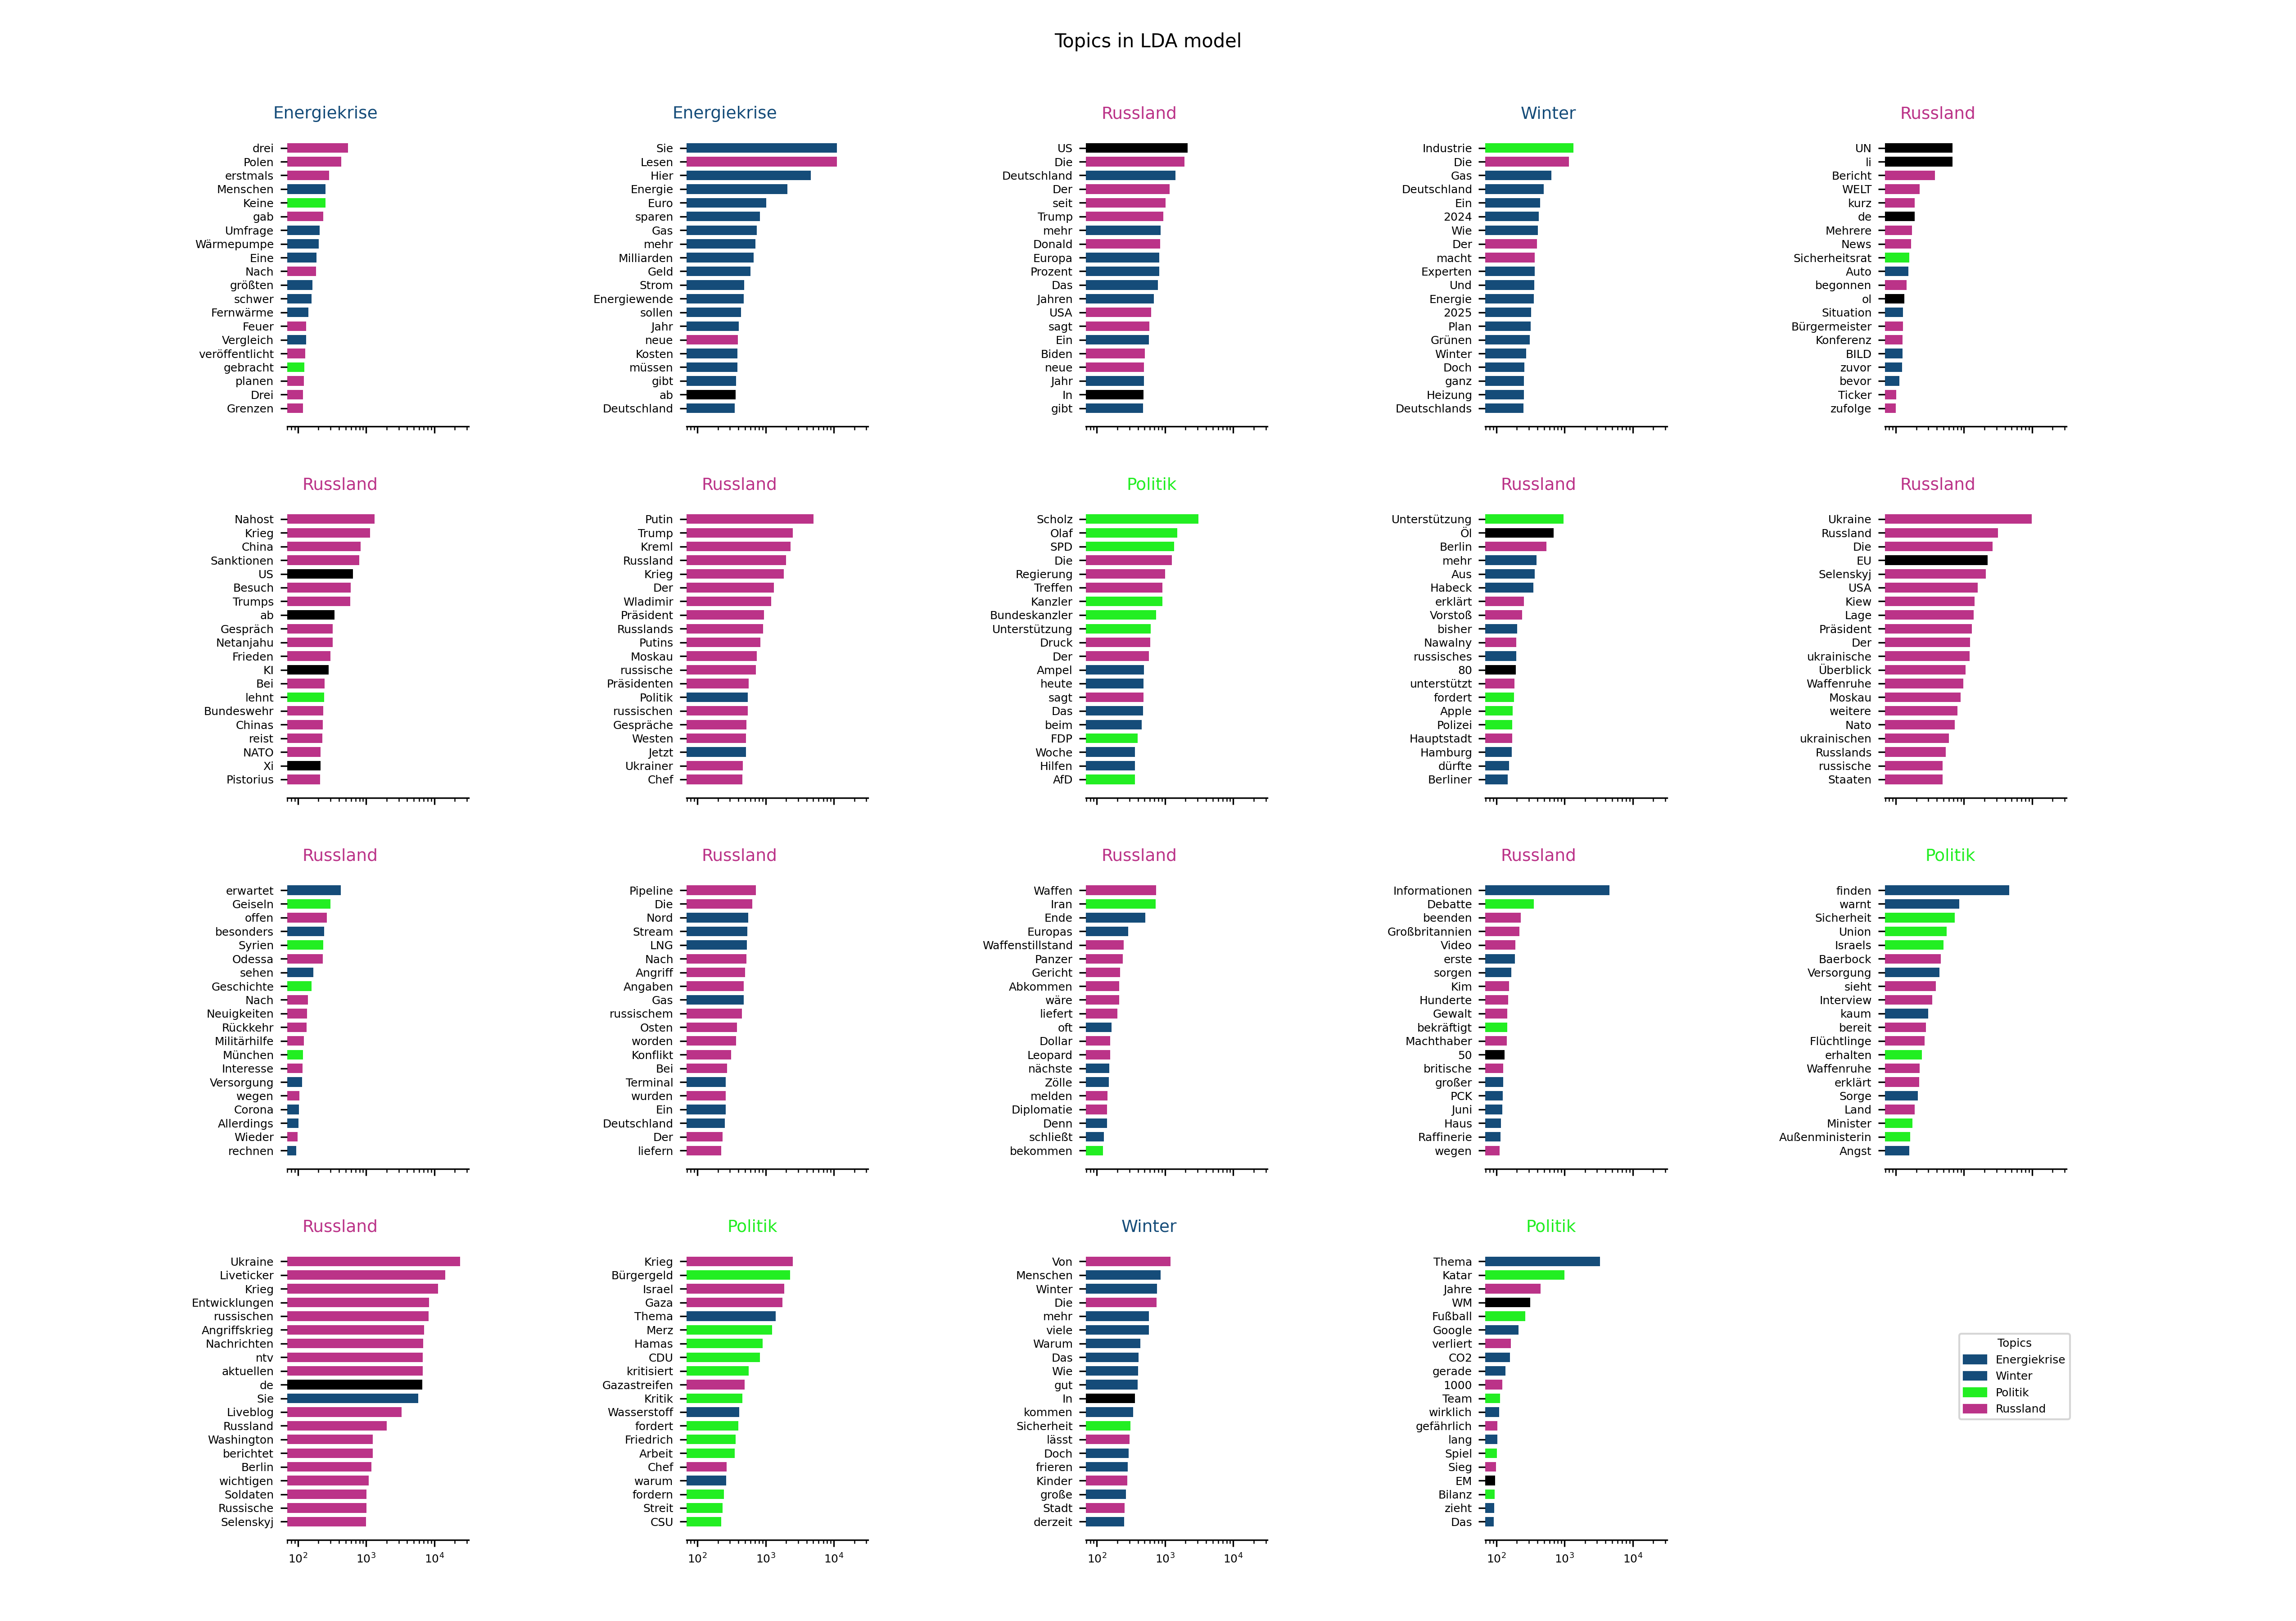 Topics in LDA model
Energiekrise
drei
Polen
erstmals
Menschen
Keine
gab
Umfrage
Wärmepumpe
Eine
Nach
größten
schwer
Fernwärme
Feuer
Vergleich
veröffentlicht
gebracht
planen
Drei
Grenzen
Energiekrise
Sie
Lesen
Hier
Energie
Euro
sparen
Gas
mehr
Milliarden
Geld
Strom
Energiewende
sollen
Jahr
neue
Kosten
müssen
gibt
ab
Deutschland
Russland
US
Die
Deutschland
Der
seit
Trump
mehr
Donald
Europa
Prozent
Das
Jahren
USA
sagt
Ein
Biden
neue
Jahr
In
gibt
Winter
Industrie
Die
Gas
Deutschland
Ein
2024
Wie
Der
macht
Experten
Und
Energie
2025
Plan
Grünen
Winter
Doch
ganz
Heizung
Deutschlands
Russland
UN
li
Bericht
WELT
kurz
de
Mehrere
News
Sicherheitsrat
Auto
begonnen
ol
Situation
Bürgermeister
Konferenz
BILD
zuvor
bevor
Ticker
zufolge
Russland
Nahost
Krieg
China
Sanktionen
US
Besuch
Trumps
ab
Gespräch
Netanjahu
Frieden
KI
Bei
lehnt
Bundeswehr
Chinas
reist
NATO
Xi
Pistorius
Russland
Putin
Trump
Kreml
Russland
Krieg
Der
Wladimir
Präsident
Russlands
Putins
Moskau
russische
Präsidenten
Politik
russischen
Gespräche
Westen
Jetzt
Ukrainer
Chef
Politik
Scholz
Olaf
SPD
Die
Regierung
Treffen
Kanzler
Bundeskanzler
Unterstützung
Druck
Der
Ampel
heute
sagt
Das
beim
FDP
Woche
Hilfen
AfD
Russland
Unterstützung
Öl
Berlin
mehr
Aus
Habeck
erklärt
Vorstoß
bisher
Nawalny
russisches
80
unterstützt
fordert
Apple
Polizei
Hauptstadt
Hamburg
dürfte
Berliner
Russland
Ukraine
Russland
Die
EU
Selenskyj
USA
Kiew
Lage
Präsident
Der
ukrainische
Überblick
Waffenruhe
Moskau
weitere
Nato
ukrainischen
Russlands
russische
Staaten
Russland
erwartet
Geiseln
offen
besonders
Syrien
Odessa
sehen
Geschichte
Nach
Neuigkeiten
Rückkehr
Militärhilfe
München
Interesse
Versorgung
wegen
Corona
Allerdings
Wieder
rechnen
Russland
Pipeline
Die
Nord
Stream
LNG
Nach
Angriff
Angaben
Gas
russischem
Osten
worden
Konflikt
Bei
Terminal
wurden
Ein
Deutschland
Der
liefern
Russland
Waffen
Iran
Ende
Europas
Waffenstillstand
Panzer
Gericht
Abkommen
wäre
liefert
oft
Dollar
Leopard
nächste
Zölle
melden
Diplomatie
Denn
schließt
bekommen
Russland
Informationen
Debatte
beenden
Großbritannien
Video
erste
sorgen
Kim
Hunderte
Gewalt
bekräftigt
Machthaber
50
britische
großer
PCK
Juni
Haus
Raffinerie
wegen
Politik
finden
warnt
Sicherheit
Union
Israels
Baerbock
Versorgung
sieht
Interview
kaum
bereit
Flüchtlinge
erhalten
Waffenruhe
erklärt
Sorge
Land
Minister
Außenministerin
Angst
Russland
Ukraine
Liveticker
Krieg
Entwicklungen
russischen
Angriffskrieg
Nachrichten
ntv
aktuellen
de
Sie
Liveblog
Russland
Washington
berichtet
Berlin
wichtigen
Soldaten
Russische
Selenskyj
10² 10³ 10⁴
Politik
Krieg
Bürgergeld
Israel
Gaza
Thema
Merz
Hamas
CDU
kritisiert
Gazastreifen
Kritik
Wasserstoff
fordert
Friedrich
Arbeit
Chef
warum
fordern
Streit
CSU
10² 10³ 10⁴
Winter
Von
Menschen
Winter
Die
mehr
viele
Warum
Das
Wie
gut
In
kommen
Sicherheit
lässt
Doch
frieren
Kinder
große
Stadt
derzeit
10² 10³ 10⁴
Politik
Thema
Katar
Jahre
WM
Fußball
Google
verliert
CO2
gerade
1000
Team
wirklich
gefährlich
lang
Spiel
Sieg
EM
Bilanz
zieht
Das
10² 10³ 10⁴
Topics
Energiekrise
Winter
Politik
Russland